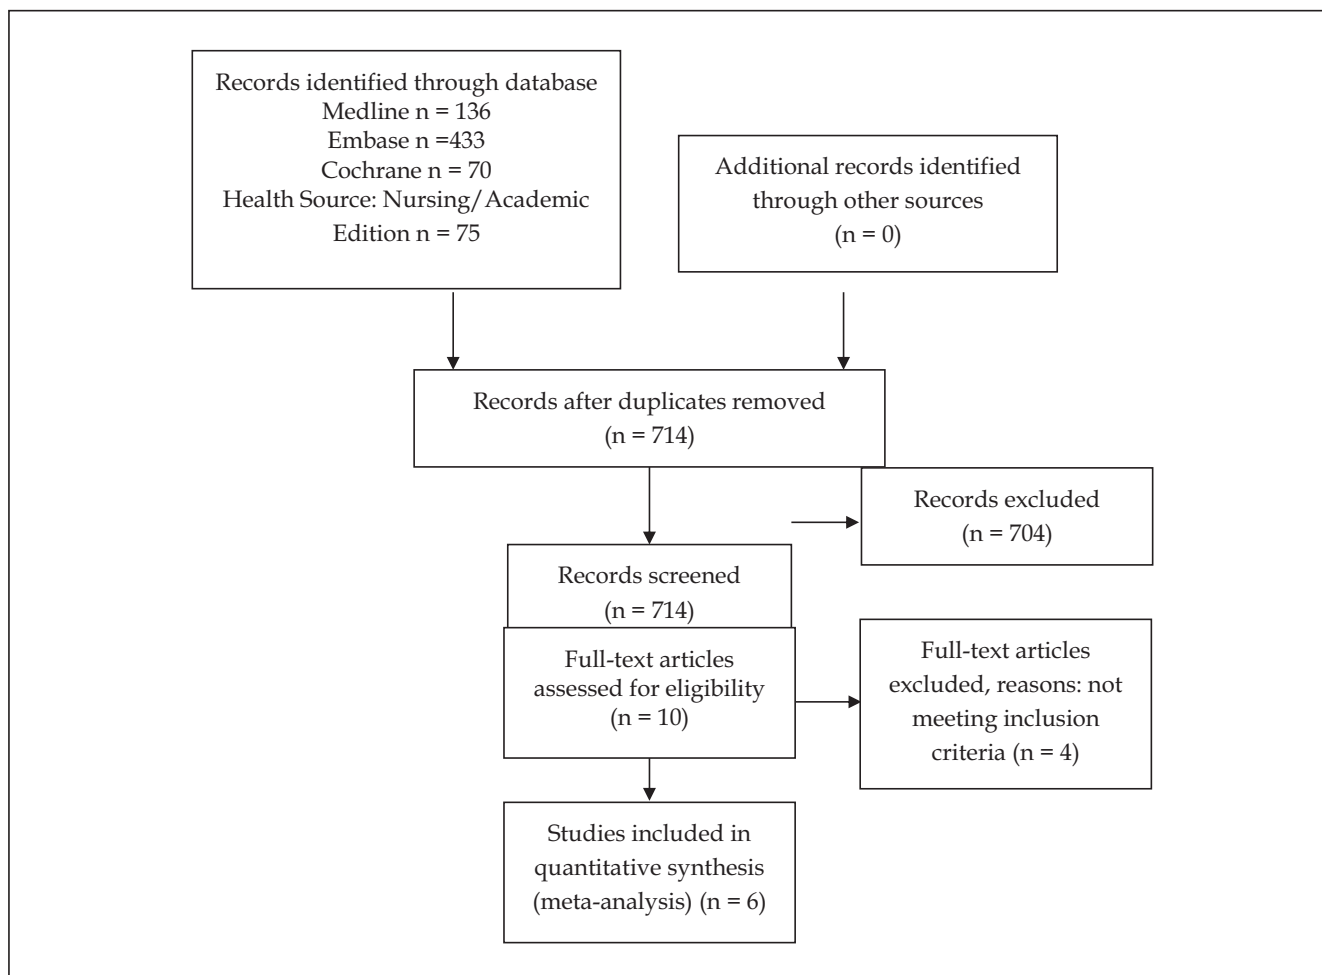 Records identified through database
Medline n = 136
Embase n =433
Cochrane n = 70
Health Source: Nursing/Academic
Edition n = 75
Additional records identified
through other sources
(n = 0)
Records after duplicates removed
(n = 714)
Records excluded
(n = 704)
Records screened
(n = 714)
Full-text articles
assessed for eligibility
(n = 10)
Full-text articles
excluded, reasons: not
meeting inclusion
criteria (n = 4)
Studies included in
quantitative synthesis
(meta-analysis) (n = 6)